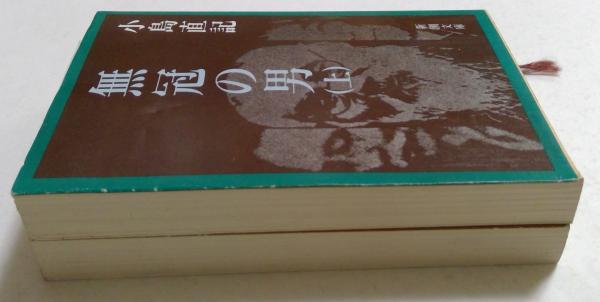 小島直記
無冠の男 上
新潮文庫